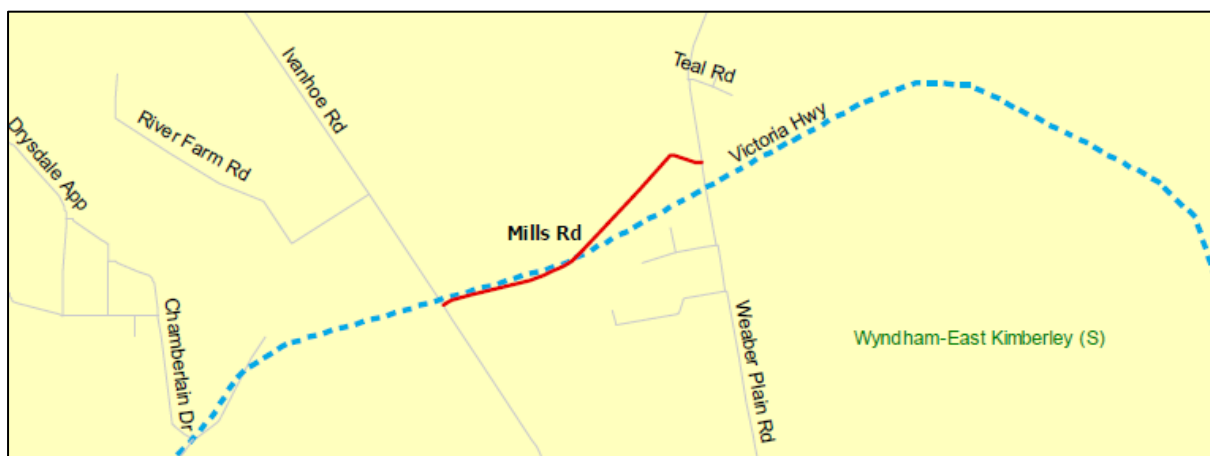 Ivanhoe Rd
Teal Rd
Victoria Hwy
River Farm Rd
Drysdale App
Mills Rd
Chamberlain Dr
Weaber Plain Rd
Wyndham-East Kimberley (S)